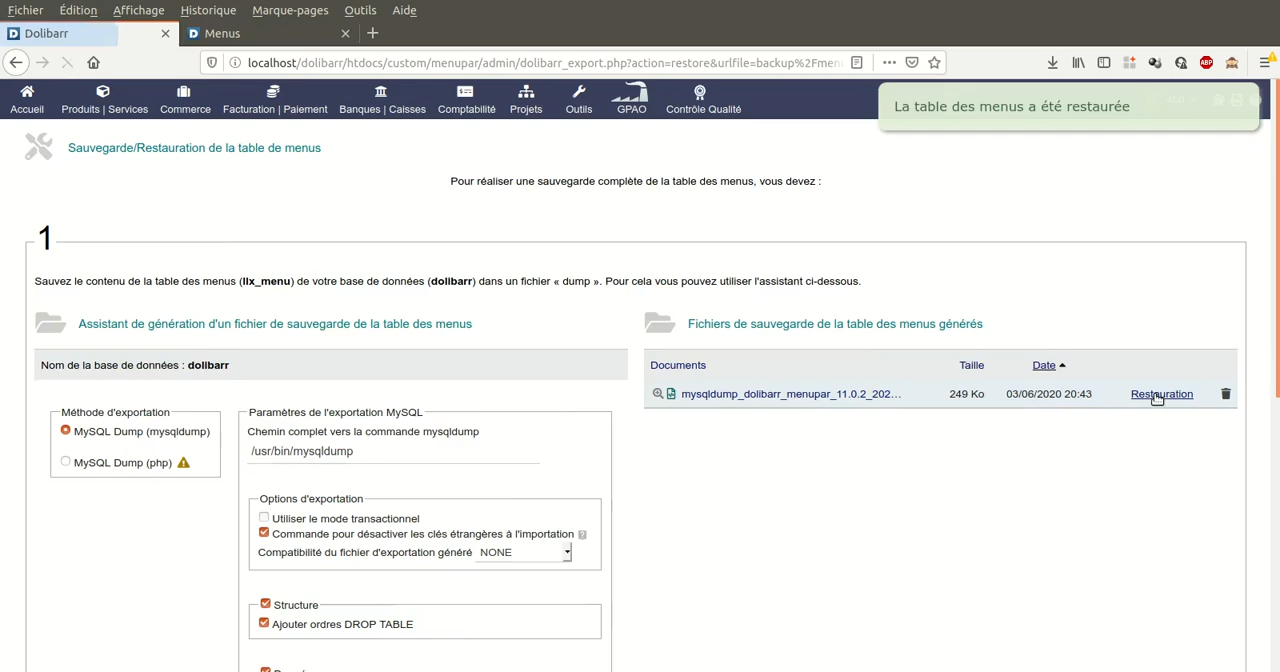 Fichier Édition Affichage Historique Marque-pages Outils Aide
Dolibarr
Menus
localhost/dolibarr/htdocs/custom/menupar/admin/dolibarr_export.php?action=restore&urlfile=backup%2Fmenu
Accueil Produits | Services Commerce Facturation | Paiement Banques | Caisses Comptabilité Projets Outils GPAO Contrôle Qualité
La table des menus a été restaurée
Sauvegarde/Restauration de la table de menus
Pour réaliser une sauvegarde complète de la table des menus, vous devez :
1
Sauvez le contenu de la table des menus (llx_menu) de votre base de données (dolibarr) dans un fichier « dump ». Pour cela vous pouvez utiliser l'assistant ci-dessous.
Assistant de génération d'un fichier de sauvegarde de la table des menus
Nom de la base de données : dolibarr
Méthode d'exportation
MySQL Dump (mysqldump)
MySQL Dump (php)
Paramètres de l'exportation MySQL
Chemin complet vers la commande mysqldump
/usr/bin/mysqldump
Options d'exportation
Utiliser le mode transactionnel
Commande pour désactiver les clés étrangères à l'importation ?
Compatibilité du fichier d'exportation généré NONE
Structure
Ajouter ordres DROP TABLE
Fichiers de sauvegarde de la table des menus générés
Documents Taille Date
mysqldump_dolibarr_menupar_11.0.2_202... 249 Ko 03/06/2020 20:43 Restauration